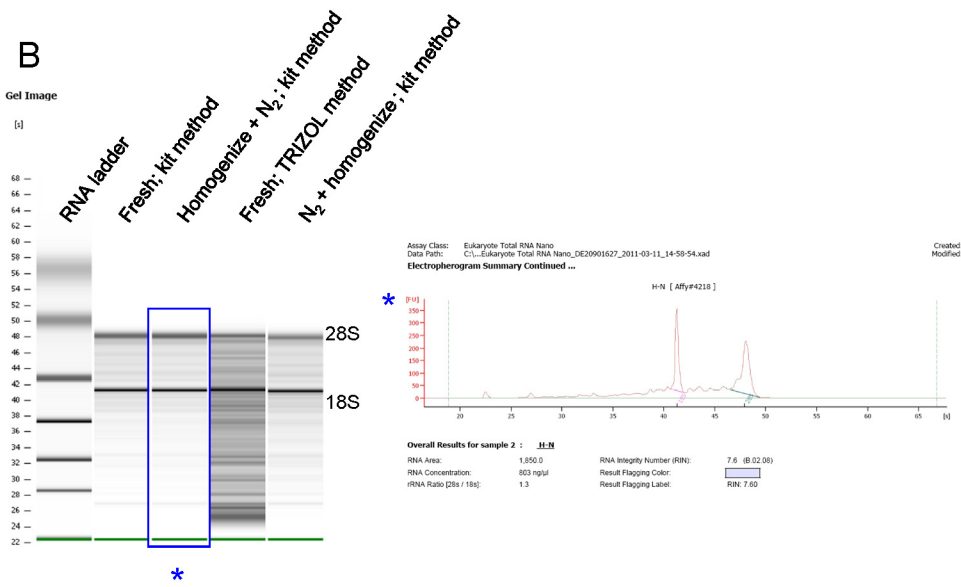 B
Gel Image
[s]
RNA ladder
Fresh; kit method
Homogenize + N2; kit method
Fresh; TRIZOL method
N2 + homogenize; kit method
68
66
64
62
60
58
56
54
52
50
48
46
44
42
40
38
36
34
32
30
28
26
24
22
28S
18S
*
Assay Class: Eukaryote Total RNA Nano Created
Data Path: C:\...Eukaryote Total RNA Nano_DE20901627_2011-03-11_14-58-54.xad Modified
Electropherogram Summary Continued ...
H-N [ Affy#4218 ]
*
[FU]
350
300
250
200
150
100
50
0
20 25 30 35 40 45 50 55 60 65 [s]
Overall Results for sample 2 : H-N
RNA Area: 1,850.0 RNA Integrity Number (RIN): 7.6 (B.02.08)
RNA Concentration: 803 ng/µl Result Flagging Color:
rRNA Ratio [28s / 18s]: 1.3 Result Flagging Label: RIN: 7.60